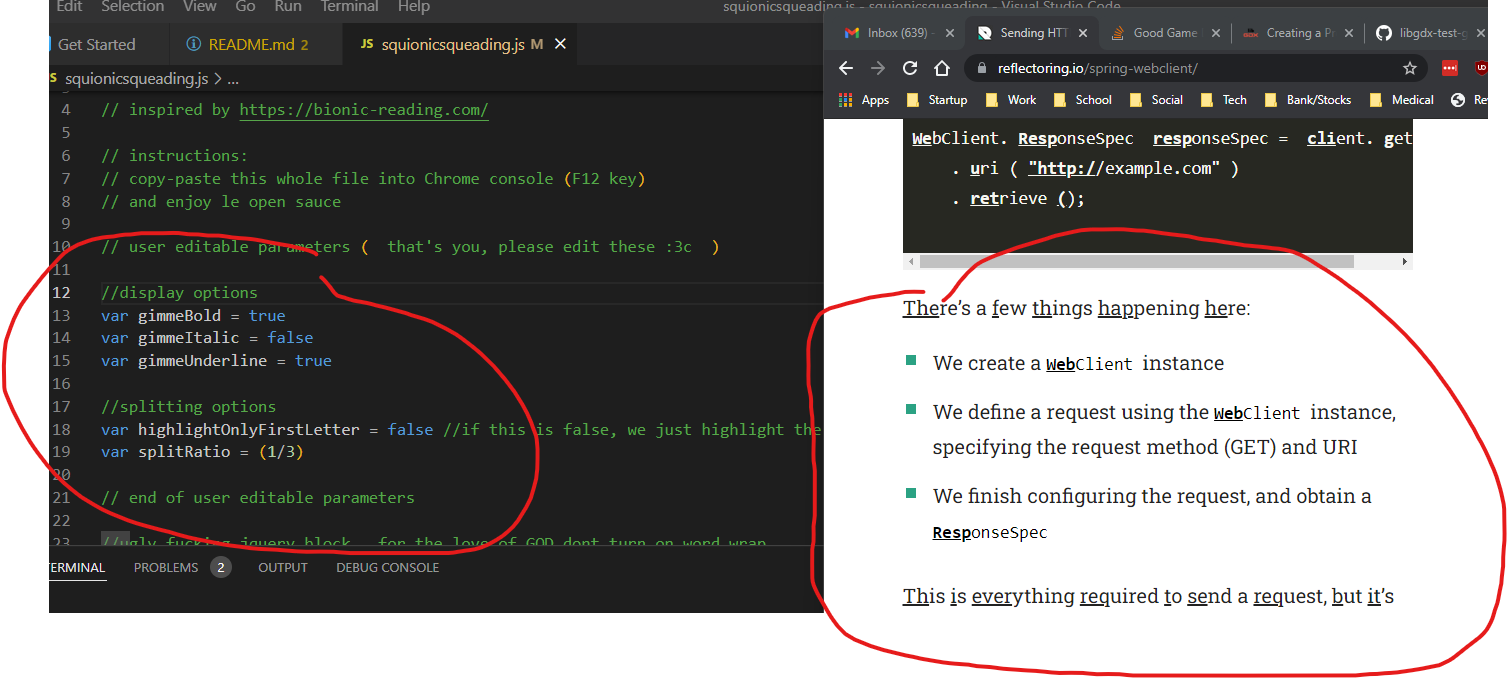 Edit Selection View Go Run Terminal Help
squionicsqueading.js - squionicsqueading - Visual Studio Code
Get Started README.md 2 JS squionicsqueading.js M
squionicsqueading.js > ...
4 // inspired by https://bionic-reading.com/
5
6 // instructions:
7 // copy-paste this whole file into Chrome console (F12 key)
8 // and enjoy le open sauce
9
10 // user editable parameters ( that's you, please edit these :3c )
11
12 //display options
13 var gimmeBold = true
14 var gimmeItalic = false
15 var gimmeUnderline = true
16
17 //splitting options
18 var highlightOnlyFirstLetter = false //if this is false, we just highlight the
19 var splitRatio = (1/3)
20
21 // end of user editable parameters
22
23 //ugly fucking jquery block for the love of GOD dont turn on word wrap
TERMINAL PROBLEMS 2 OUTPUT DEBUG CONSOLE
Inbox (639) - Sending HTT Good Game Creating a Pr libgdx-test-g
reflectoring.io/spring-webclient/
Apps Startup Work School Social Tech Bank/Stocks Medical
WebClient. ResponseSpec responseSpec = client. get
. uri ( "http://example.com" )
. retrieve ();
There's a few things happening here:
We create a WebClient instance
We define a request using the WebClient instance,
specifying the request method (GET) and URI
We finish configuring the request, and obtain a
ResponseSpec
This is everything required to send a request, but it's